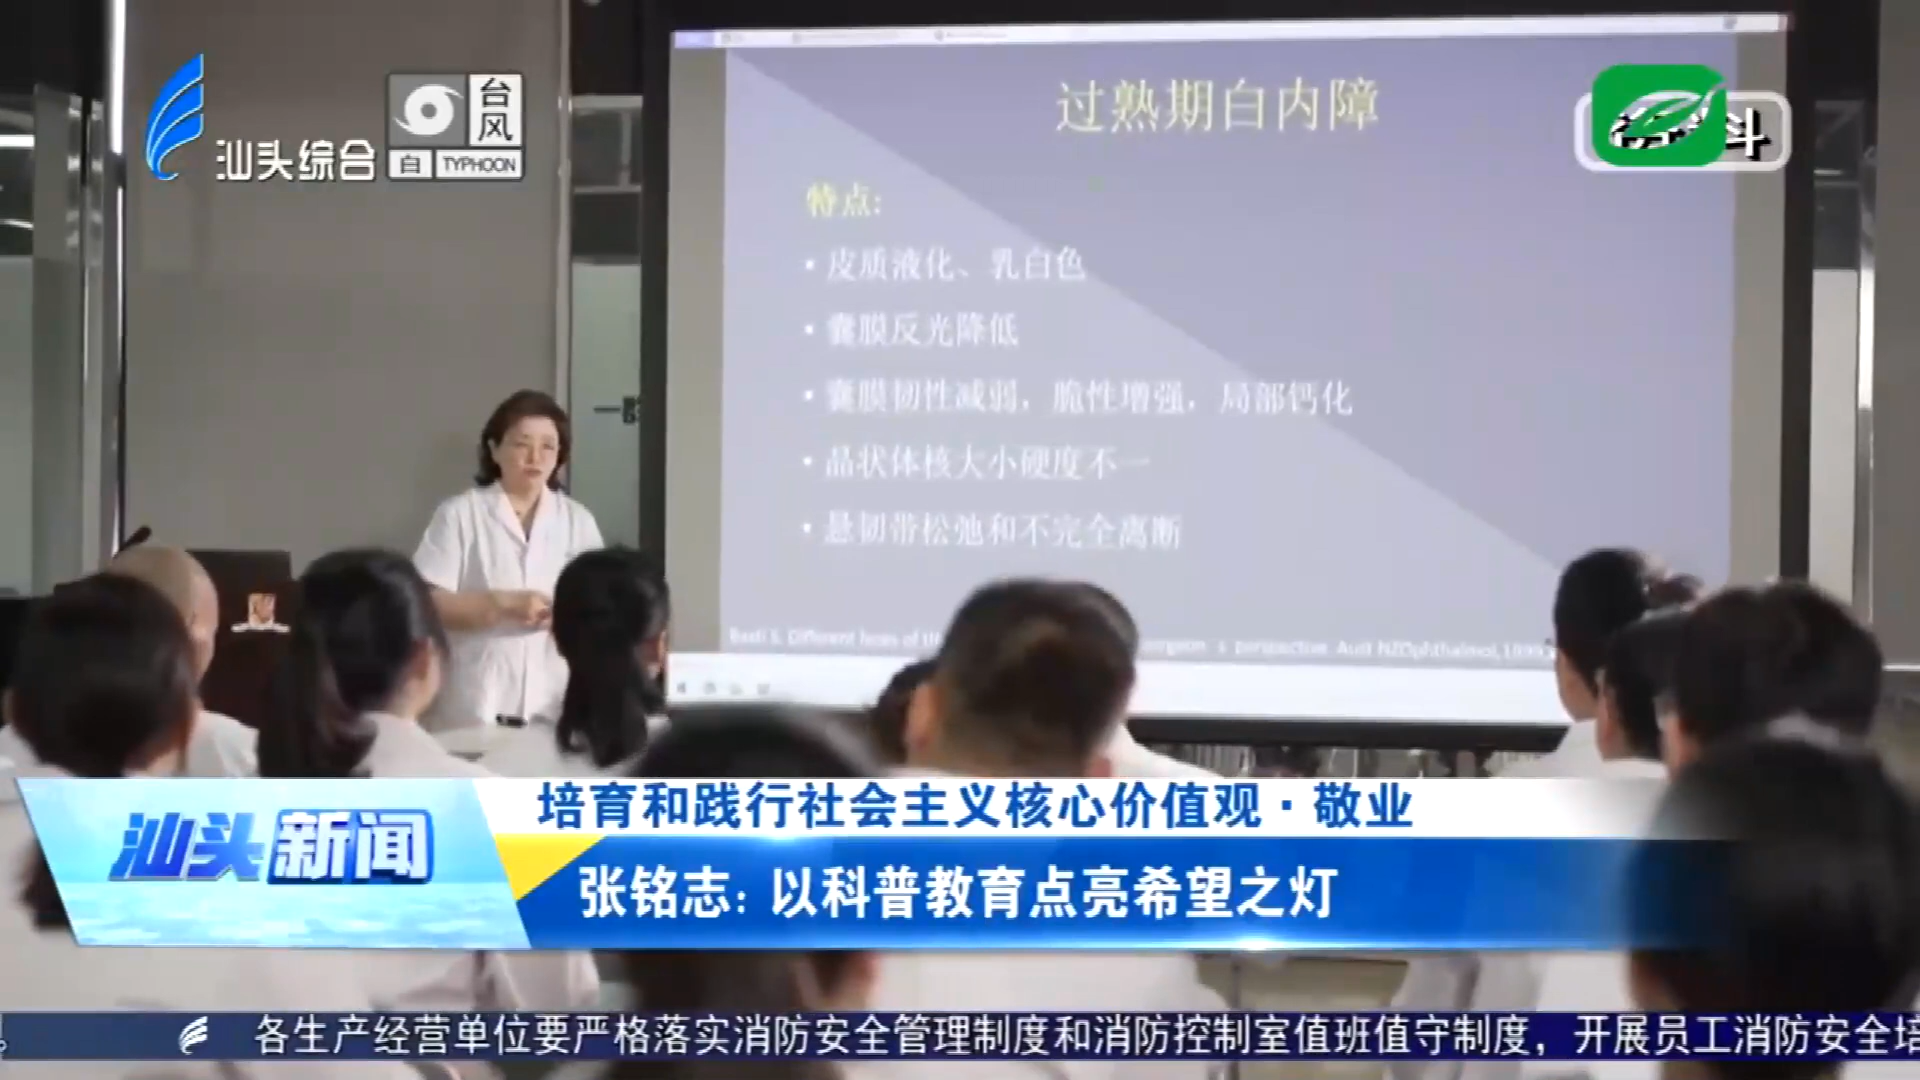 汕头综合
台风
白 TYPHOON
过熟期白内障
特点:
• 皮质液化、乳白色
• 囊膜反光降低
• 囊膜韧性减弱，脆性增强，局部钙化
• 晶状体核大小硬度不一
• 悬韧带松弛和不完全离断
perspective
汕头新闻
培育和践行社会主义核心价值观·敬业
张铭志: 以科普教育点亮希望之灯
各生产经营单位要严格落实消防安全管理制度和消防控制室值班值守制度，开展员工消防安全培